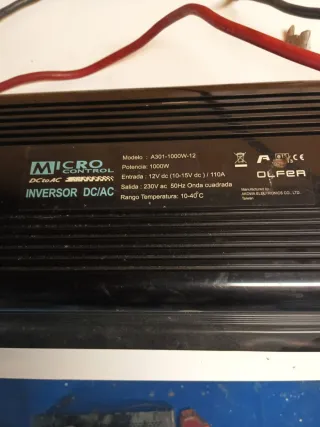 MICRO
CONTROL
DC to AC
INVERSOR DC/AC
Modelo : A301-1000W-12
Potencia: 1000W
Entrada : 12V dc (10-15V dc) / 110A
Salida : 230V ac 50Hz Onda cuadrada
Rango Temperatura: 10-40°C
OLFER
Manufactured by
AKOWA ELECTRONICS CO., LTD.
Taiwan